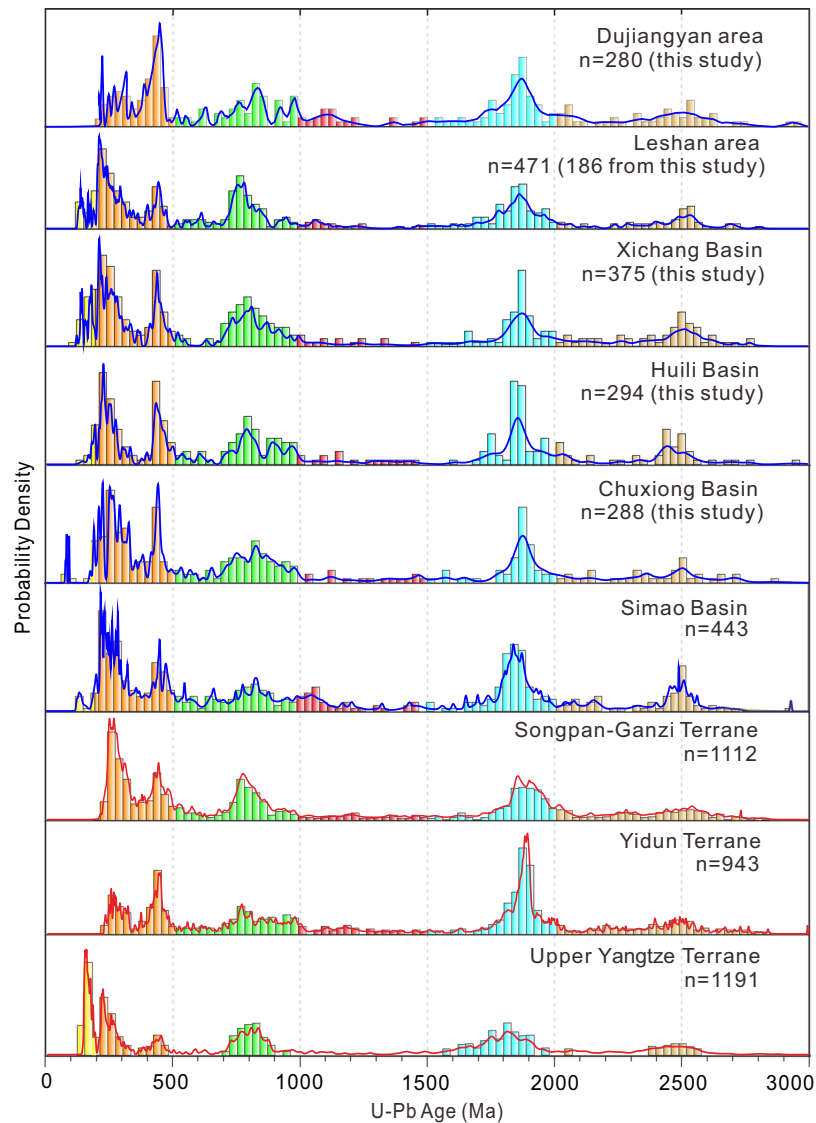 Dujiangyan area
n=280 (this study)
Leshan area
n=471 (186 from this study)
Xichang Basin
n=375 (this study)
Huili Basin
n=294 (this study)
Chuxiong Basin
n=288 (this study)
Simao Basin
n=443
Songpan-Ganzi Terrane
n=1112
Yidun Terrane
n=943
Upper Yangtze Terrane
n=1191
Probability Density
0 500 1000 1500 2000 2500 3000
U-Pb Age (Ma)